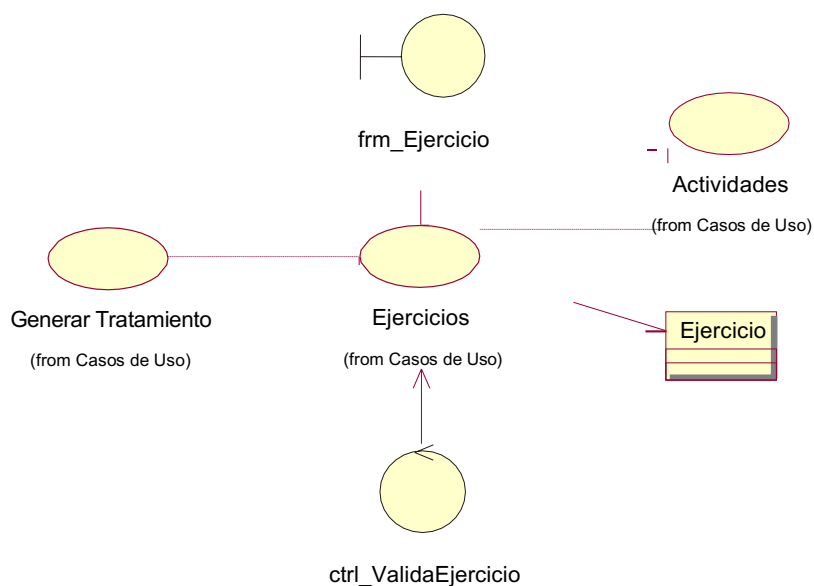 frm_Ejercicio
Actividades
(from Casos de Uso)
Generar Tratamiento
(from Casos de Uso)
Ejercicios
(from Casos de Uso)
Ejercicio
ctrl_ValidaEjercicio